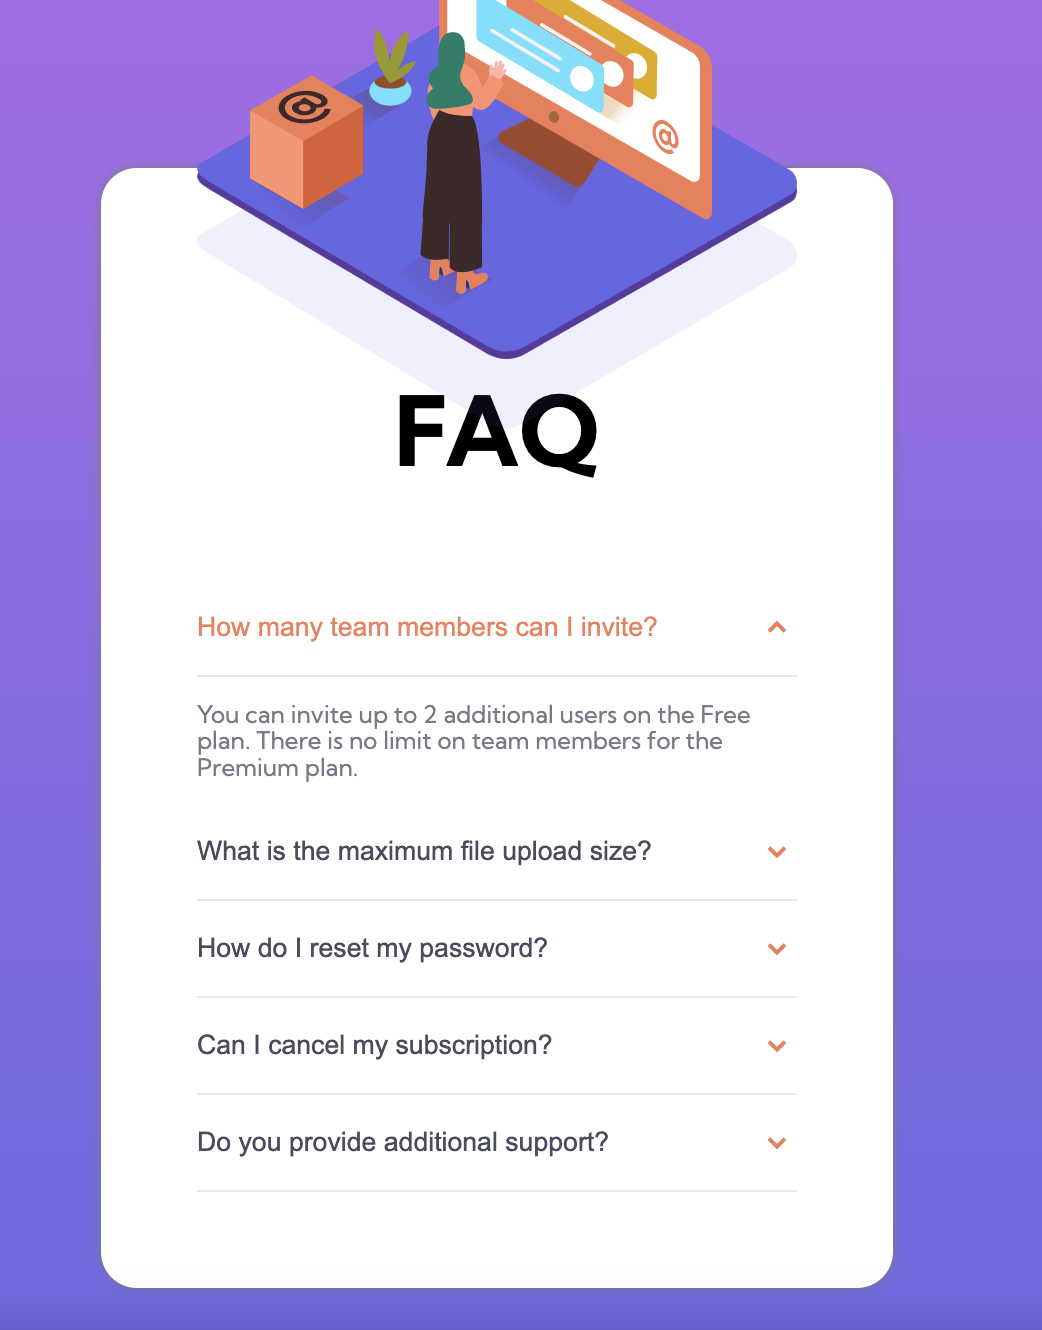 @
@
FAQ
How many team members can I invite?
You can invite up to 2 additional users on the Free
plan. There is no limit on team members for the
Premium plan.
What is the maximum file upload size?
How do I reset my password?
Can I cancel my subscription?
Do you provide additional support?